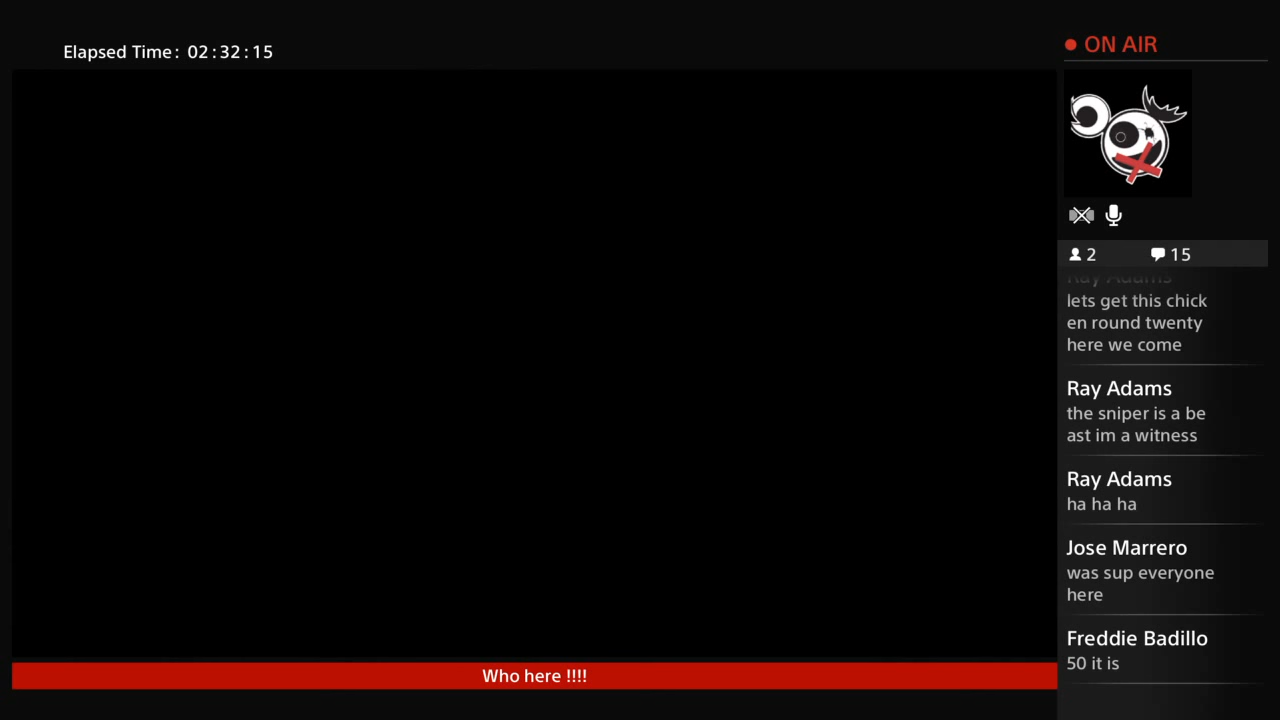 Elapsed Time: 02:32:15
ON AIR
2 15
Ray Adams
lets get this chick
en round twenty
here we come
Ray Adams
the sniper is a be
ast im a witness
Ray Adams
ha ha ha
Jose Marrero
was sup everyone
here
Freddie Badillo
50 it is
Who here !!!!